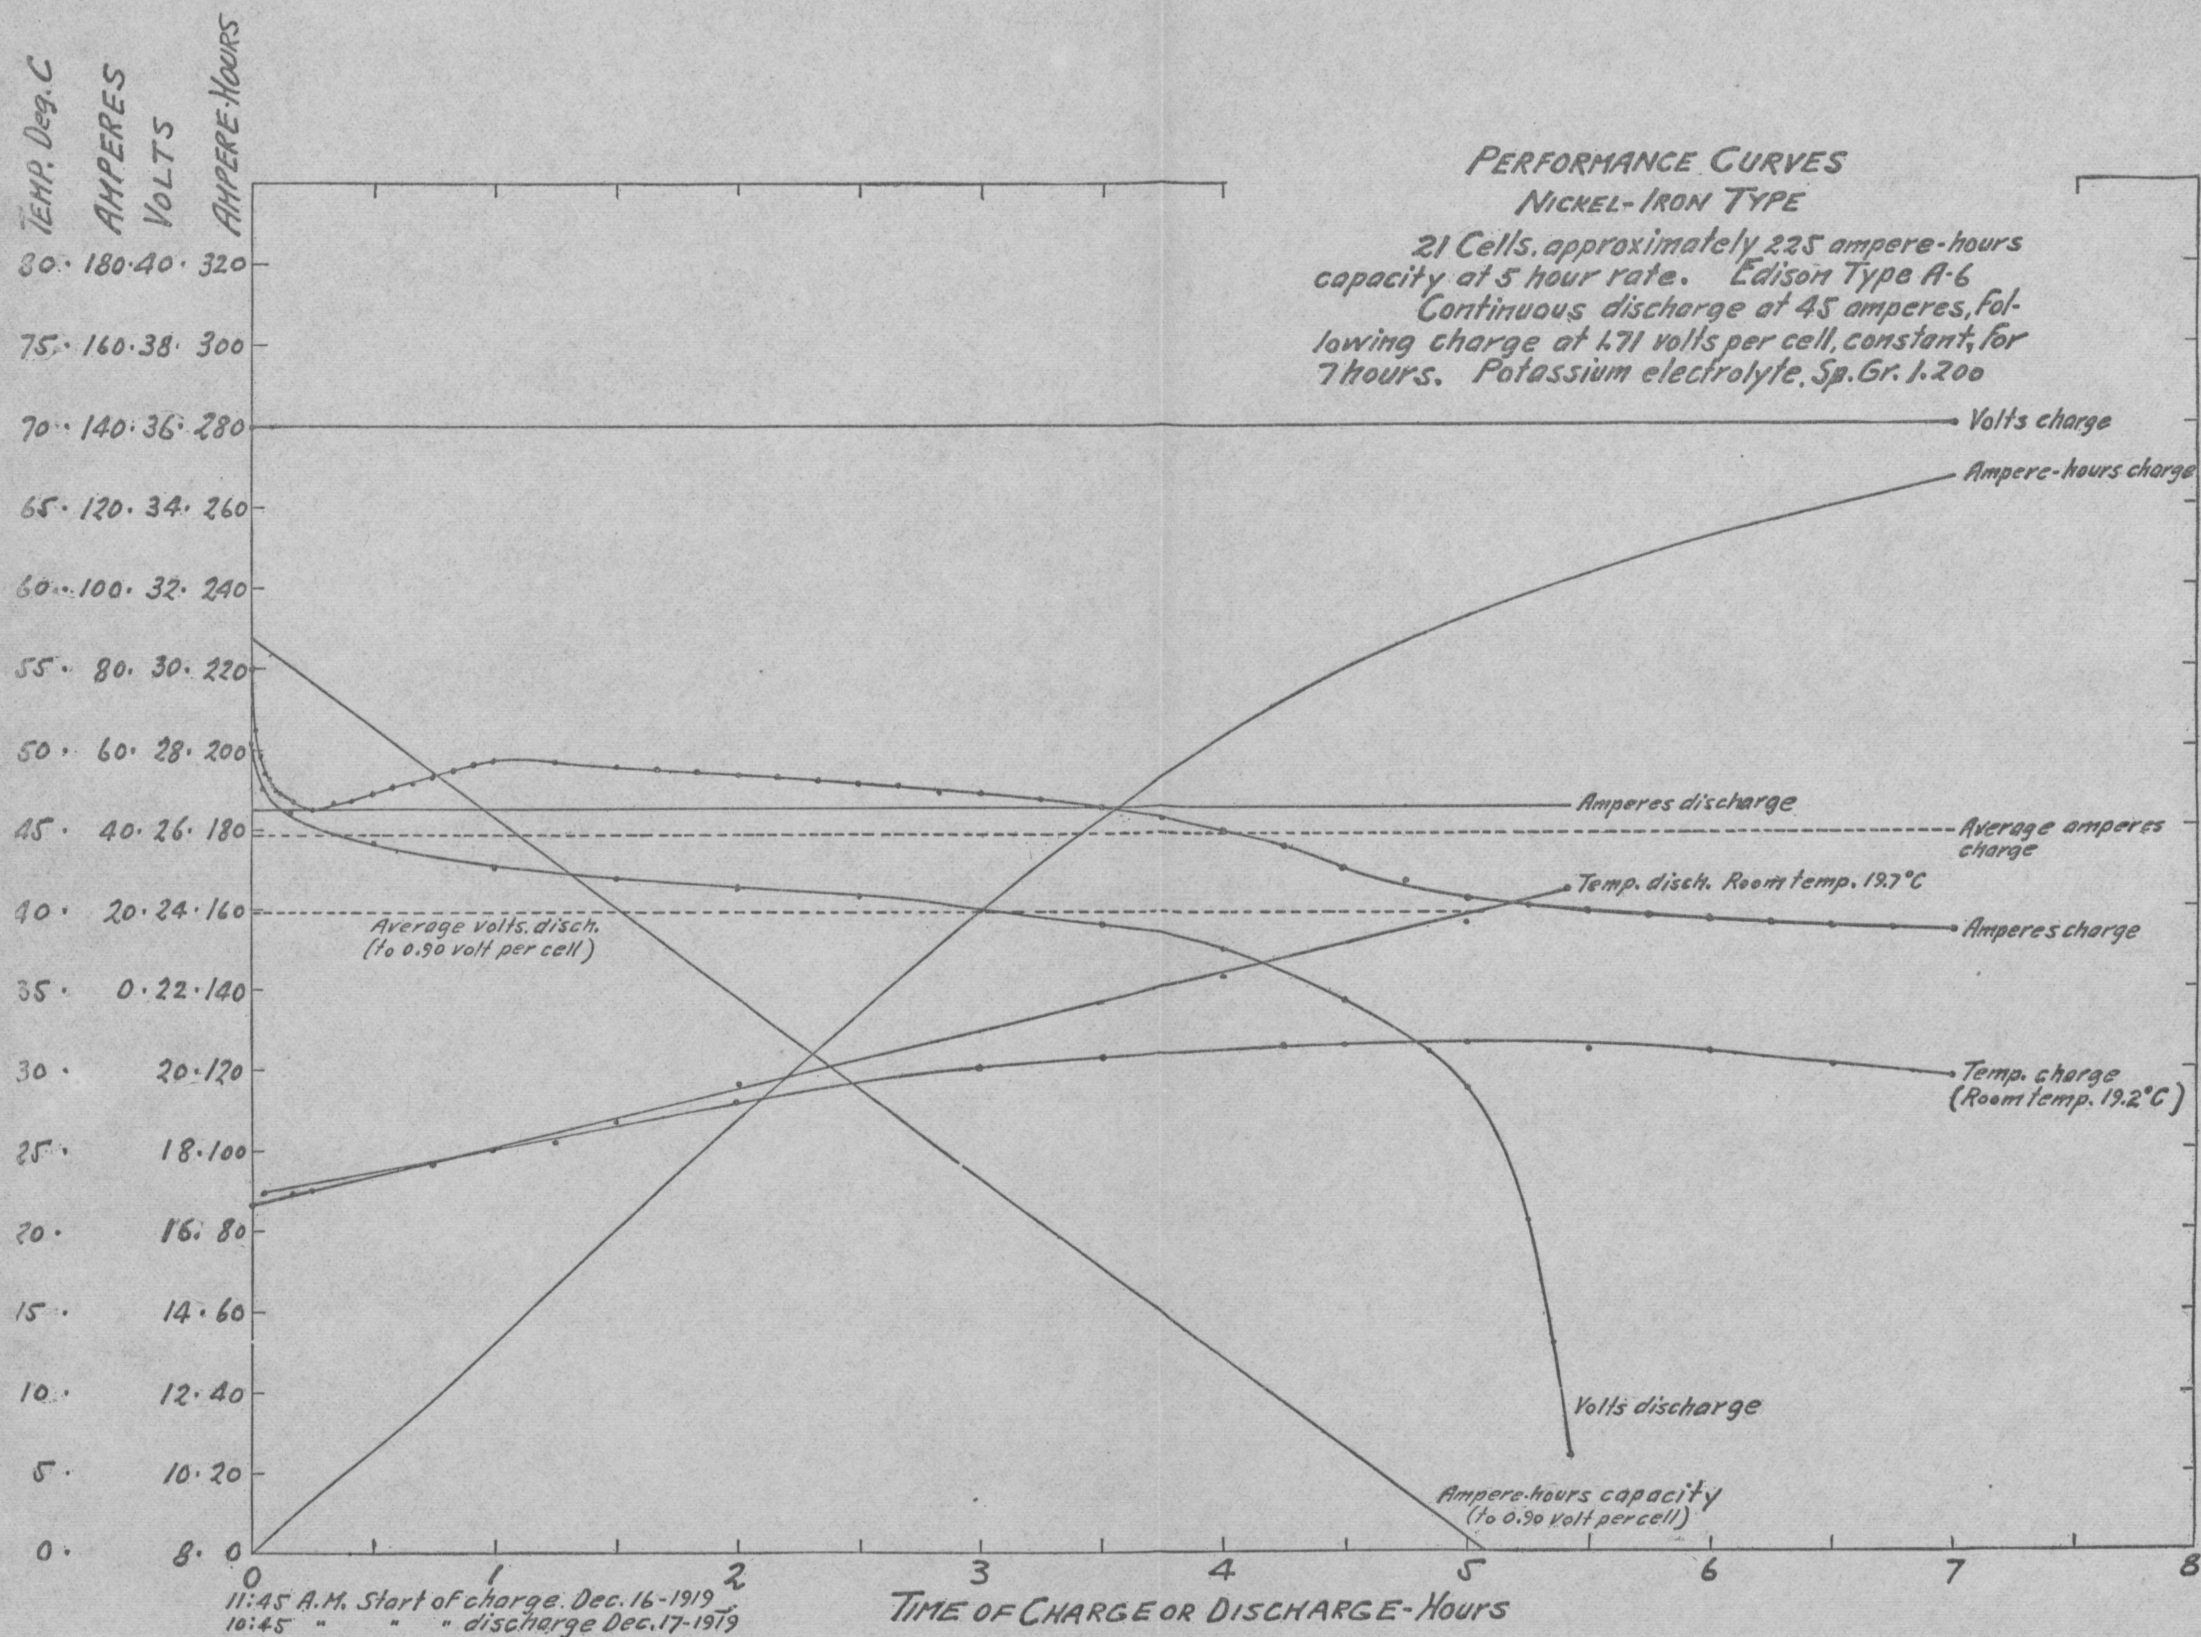 TEMP. Deg. C
AMPERES
VOLTS
AMPERE-HOURS
PERFORMANCE CURVES
NICKEL-IRON TYPE
21 Cells, approximately 225 ampere-hours
capacity at 5 hour rate. Edison Type A-6
Continuous discharge at 45 amperes, fol-
lowing charge at 1.71 volts per cell, constant, for
7 hours. Potassium electrolyte, Sp. Gr. 1.200
80 · 180 · 40 · 320
75 · 160 · 38 · 300
70 · 140 · 36 · 280
65 · 120 · 34 · 260
60 · 100 · 32 · 240
55 · 80 · 30 · 220
50 · 60 · 28 · 200
45 · 40 · 26 · 180
40 · 20 · 24 · 160
35 · 0 · 22 · 140
30 · 20 · 120
25 · 18 · 100
20 · 16 · 80
15 · 14 · 60
10 · 12 · 40
5 · 10 · 20
0 · 8 · 0
Volts charge
Ampere-hours charge
Amperes discharge
Average amperes
charge
Temp. disch. Room temp. 19.7°C
Average volts. disch.
(to 0.90 volt per cell)
Amperes charge
Temp. charge
(Room temp. 19.2°C)
Volts discharge
Ampere-hours capacity
(to 0.90 volt per cell)
0 1 2 3 4 5 6 7 8
TIME OF CHARGE OR DISCHARGE-Hours
11:45 A.M. Start of charge. Dec. 16-1919
10:45 " " " discharge Dec. 17-1919